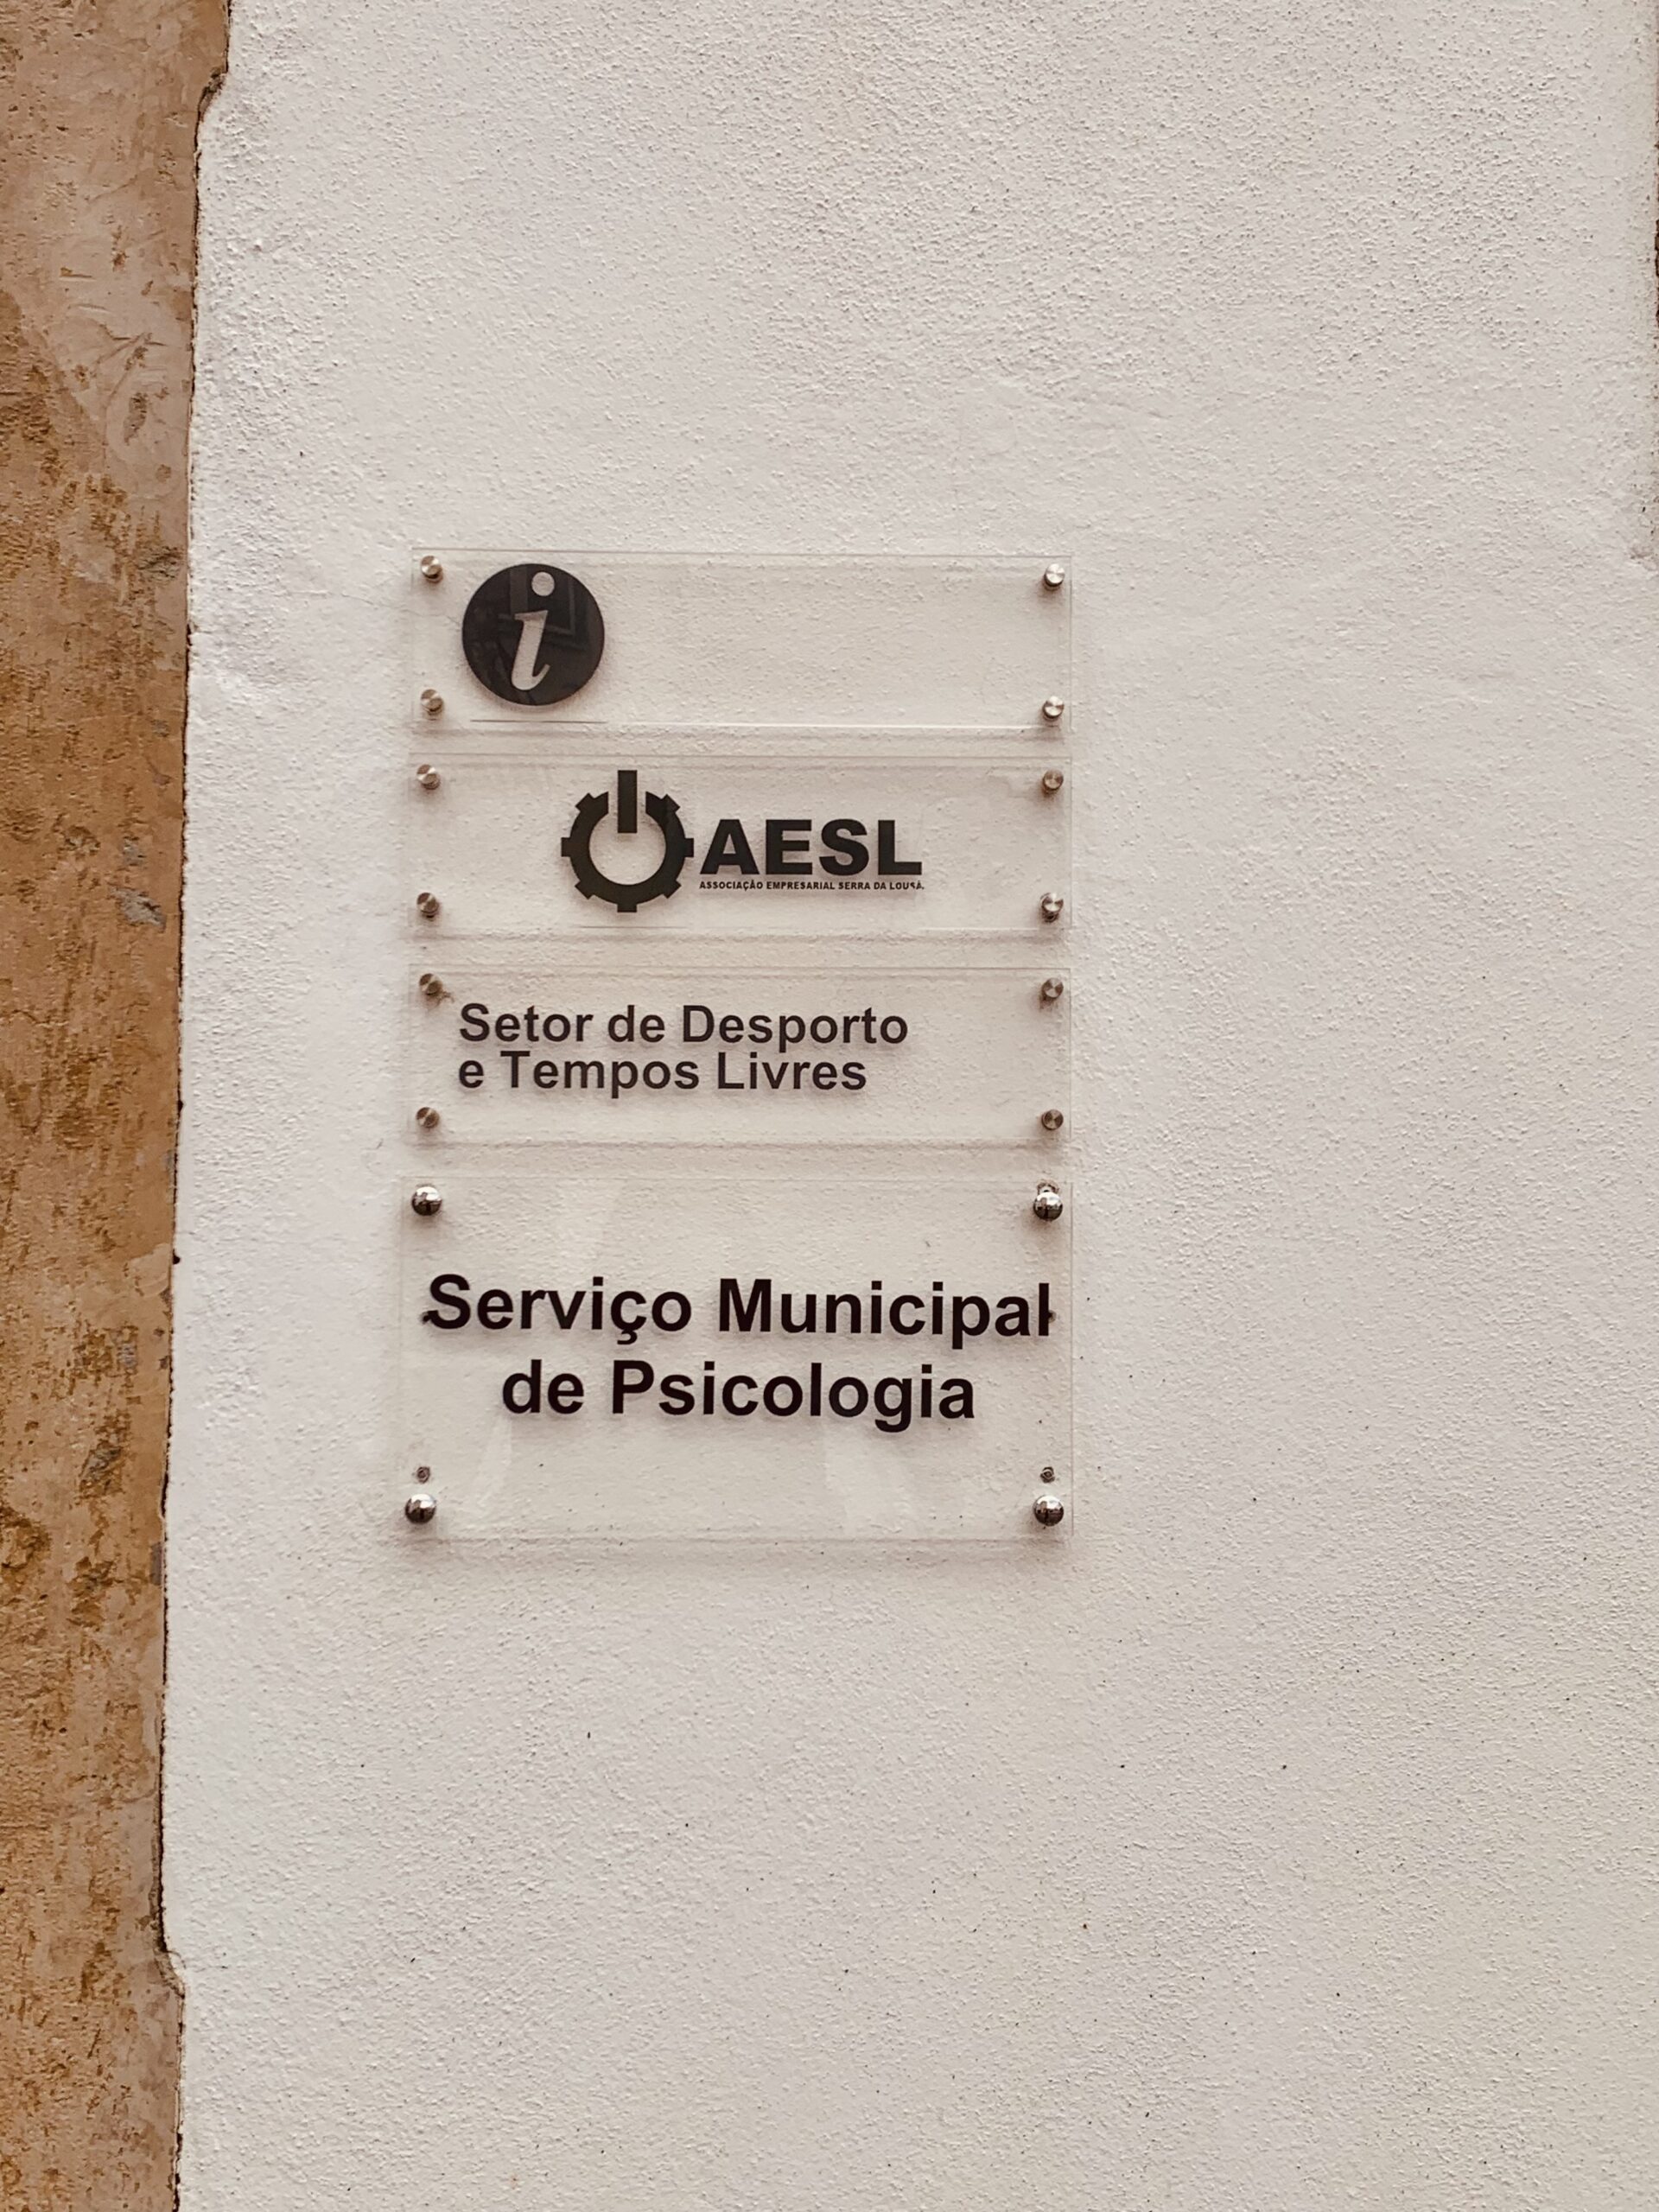 i
AESL
ASSOCIAÇÃO EMPRESARIAL SERRA DA LOUSÃ
Setor de Desporto
e Tempos Livres
Serviço Municipal
de Psicologia